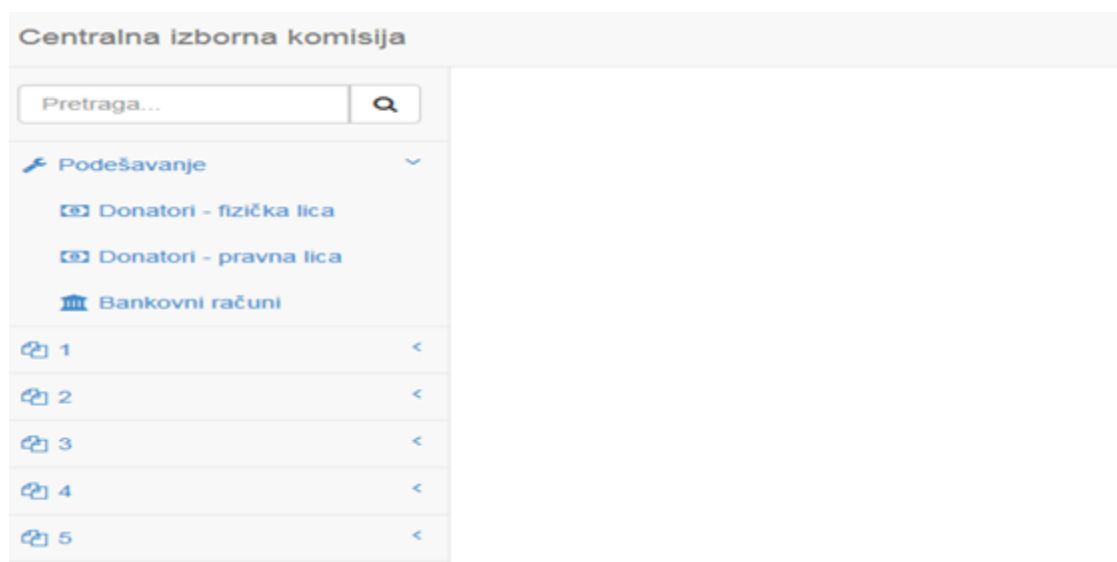 Centralna izborna komisija
Pretraga...
Podešavanje
Donatori - fizička lica
Donatori - pravna lica
Bankovni računi
1
2
3
4
5